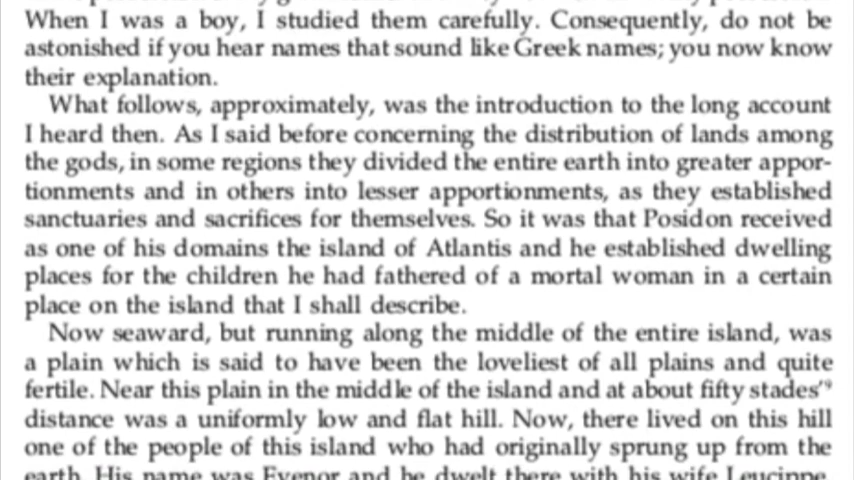 When I was a boy, I studied them carefully. Consequently, do not be
astonished if you hear names that sound like Greek names; you now know
their explanation.
What follows, approximately, was the introduction to the long account
I heard then. As I said before concerning the distribution of lands among
the gods, in some regions they divided the entire earth into greater appor-
tionments and in others into lesser apportionments, as they established
sanctuaries and sacrifices for themselves. So it was that Posidon received
as one of his domains the island of Atlantis and he established dwelling
places for the children he had fathered of a mortal woman in a certain
place on the island that I shall describe.
Now seaward, but running along the middle of the entire island, was
a plain which is said to have been the loveliest of all plains and quite
fertile. Near this plain in the middle of the island and at about fifty stades'
distance was a uniformly low and flat hill. Now, there lived on this hill
one of the people of this island who had originally sprung up from the
earth. His name was Evenor and he dwelt there with his wife Leucippe.